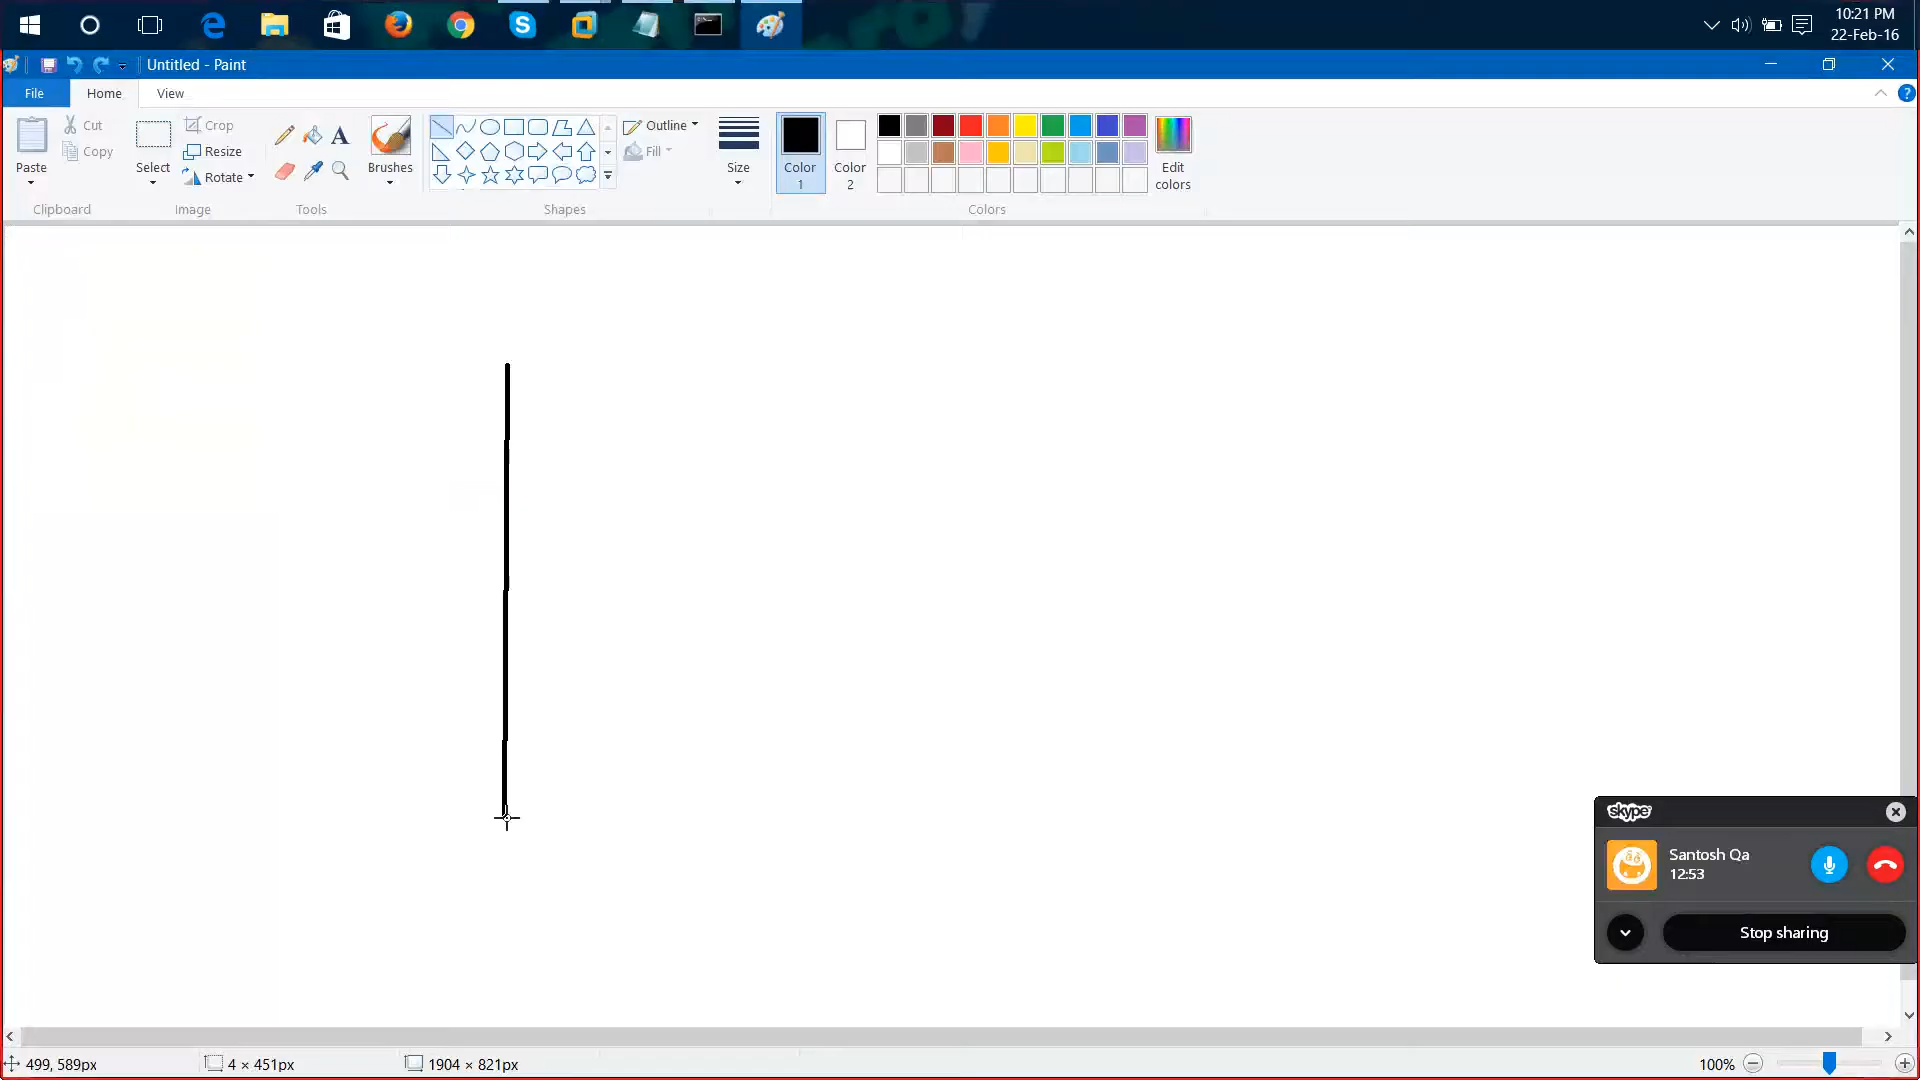 10:21 PM
22-Feb-16
Untitled - Paint
File
Home
View
Paste
Cut
Copy
Clipboard
Select
Crop
Resize
Rotate
Image
A
Tools
Brushes
Shapes
Outline
Fill
Size
Color
1
Color
2
Colors
Edit
colors
skype
Santosh Qa
12:53
Stop sharing
499, 589px
4 × 451px
1904 × 821px
100%